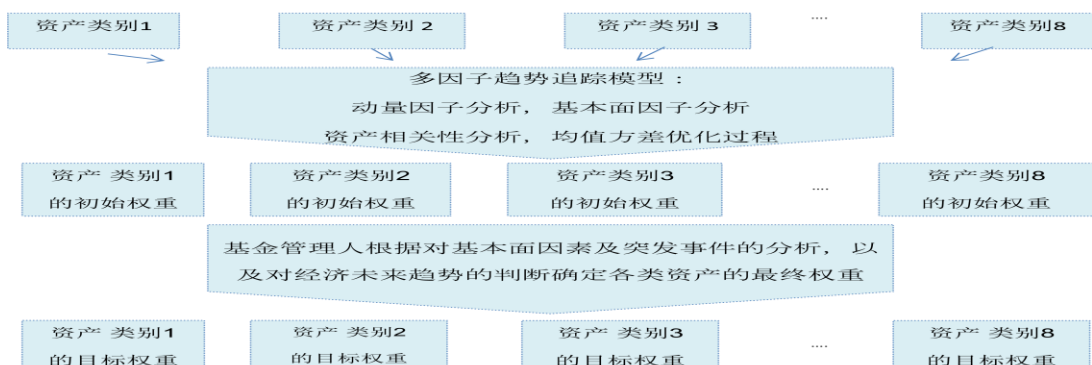 资产类别1 资产类别 2 资产类别 3 .... 资产类别8
多因子趋势追踪模型：
动量因子分析，基本面因子分析
资产相关性分析，均值方差优化过程
资产 类别1 资产 类别2 资产 类别3 .... 资产 类别8
的初始权重 的初始权重 的初始权重 的初始权重
基金管理人根据对基本面因素及突发事件的分析，以
及对经济未来趋势的判断确定各类资产的最终权重
资产 类别1 资产 类别2 资产 类别3 .... 资产 类别8
的目标权重 的目标权重 的目标权重 的目标权重